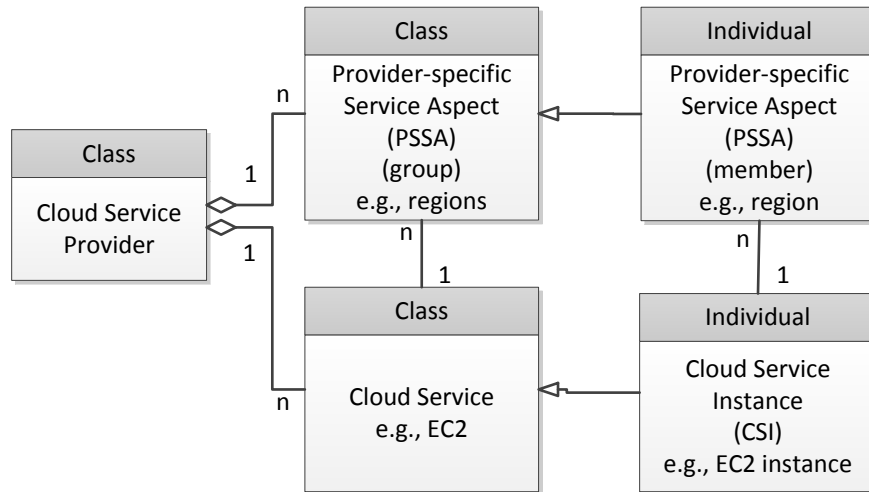 Class
Provider-specific
Service Aspect
(PSSA)
(group)
e.g., regions
Individual
Provider-specific
Service Aspect
(PSSA)
(member)
e.g., region
n
Class
Cloud Service
Provider
1
1
n
n
1
n
1
Class
Cloud Service
e.g., EC2
Individual
Cloud Service
Instance
(CSI)
e.g., EC2 instance